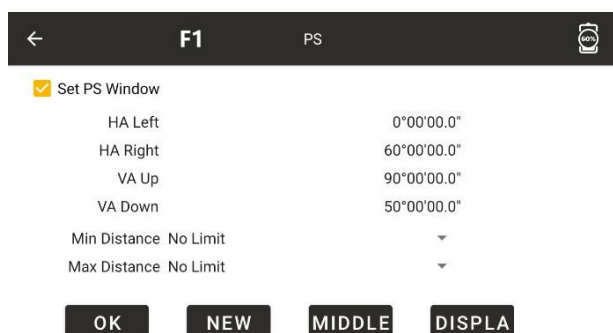 ← F1 PS 60%
Set PS Window
HA Left 0°00'00.0"
HA Right 60°00'00.0"
VA Up 90°00'00.0"
VA Down 50°00'00.0"
Min Distance No Limit
Max Distance No Limit
OK NEW MIDDLE DISPLA